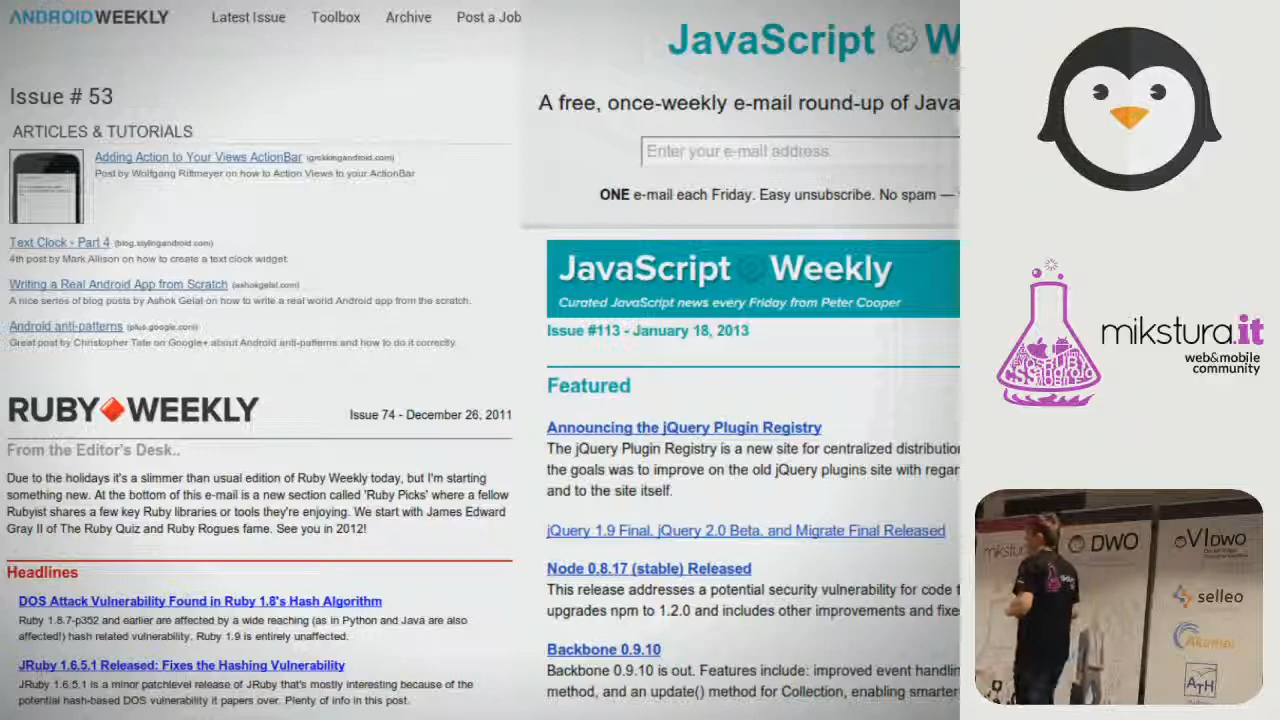 ANDROIDWEEKLY
Latest Issue
Toolbox
Archive
Post a Job
Issue # 53
ARTICLES & TUTORIALS
Adding Action to Your Views ActionBar (grokkingandroid.com)
Post by Wolfgang Rittmeyer on how to Action Views to your ActionBar
Text Clock - Part 4 (blog.stylingandroid.com)
4th post by Mark Allison on how to create a text clock widget.
Writing a Real Android App from Scratch (ashokgelal.com)
A nice series of blog posts by Ashok Gelal on how to write a real world Android app from the scratch.
Android anti-patterns (plus.google.com)
Great post by Christopher Tate on Google+ about Android anti-patterns and how to do it correctly.
RUBY WEEKLY
Issue 74 - December 26, 2011
From the Editor's Desk..
Due to the holidays it's a slimmer than usual edition of Ruby Weekly today, but I'm starting
something new. At the bottom of this e-mail is a new section called 'Ruby Picks' where a fellow
Rubyist shares a few key Ruby libraries or tools they're enjoying. We start with James Edward
Gray II of The Ruby Quiz and Ruby Rogues fame. See you in 2012!
Headlines
DOS Attack Vulnerability Found in Ruby 1.8's Hash Algorithm
Ruby 1.8.7-p352 and earlier are affected by a wide reaching (as in Python and Java are also
affected!) hash related vulnerability. Ruby 1.9 is entirely unaffected.
JRuby 1.6.5.1 Released: Fixes the Hashing Vulnerability
JRuby 1.6.5.1 is a minor patchlevel release of JRuby that's mostly interesting because of the
potential hash-based DOS vulnerability it papers over. Plenty of info in this post.
JavaScript W
A free, once-weekly e-mail round-up of Java
Enter your e-mail address
ONE e-mail each Friday. Easy unsubscribe. No spam —
JavaScript Weekly
Curated JavaScript news every Friday from Peter Cooper
Issue #113 - January 18, 2013
Featured
Announcing the jQuery Plugin Registry
The jQuery Plugin Registry is a new site for centralized distributio
the goals was to improve on the old jQuery plugins site with regar
and to the site itself.
jQuery 1.9 Final, jQuery 2.0 Beta, and Migrate Final Released
Node 0.8.17 (stable) Released
This release addresses a potential security vulnerability for code
upgrades npm to 1.2.0 and includes other improvements and fixe
Backbone 0.9.10
Backbone 0.9.10 is out. Features include: improved event handlin
method, and an update() method for Collection, enabling smarter
mikstura.it
web&mobile
community
CSS
RUBY
Android
MOBILE
mikstu
DWO
VIDWO
selleo
Akamai
ATH